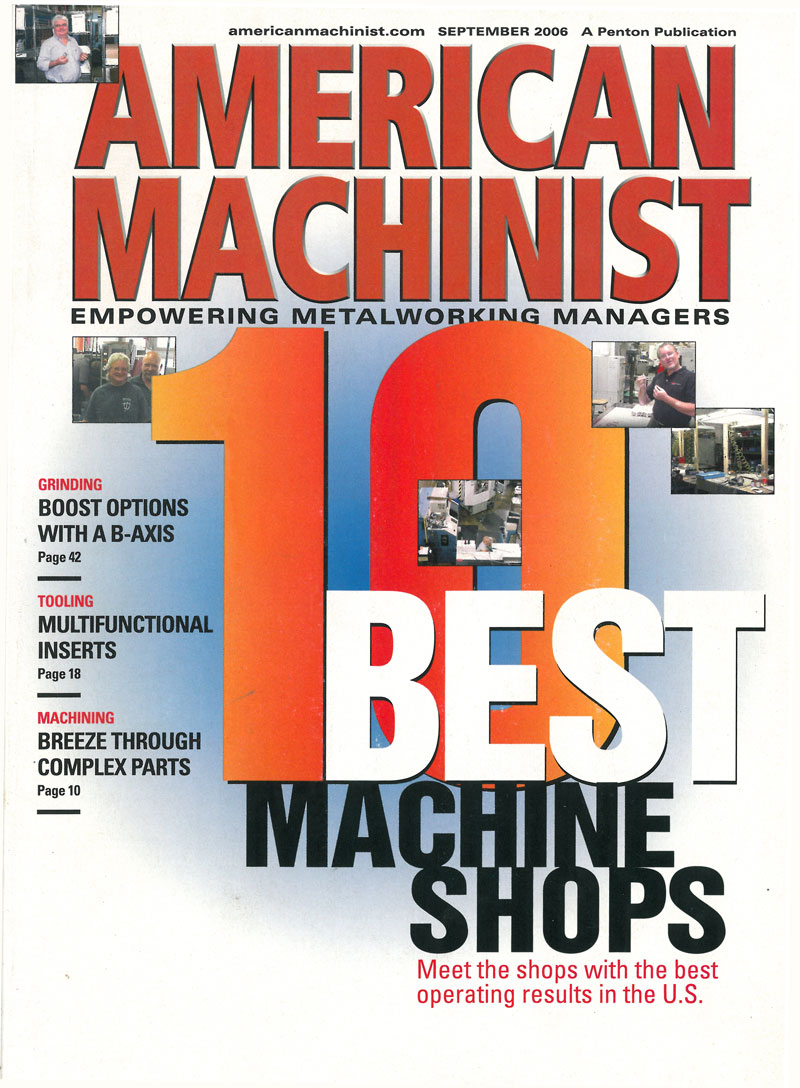 americanmachinist.com SEPTEMBER 2006 A Penton Publication
AMERICAN
MACHINIST
EMPOWERING METALWORKING MANAGERS
10
BEST
MACHINE
SHOPS
Meet the shops with the best
operating results in the U.S.
GRINDING
BOOST OPTIONS
WITH A B-AXIS
Page 42
TOOLING
MULTIFUNCTIONAL
INSERTS
Page 18
MACHINING
BREEZE THROUGH
COMPLEX PARTS
Page 10